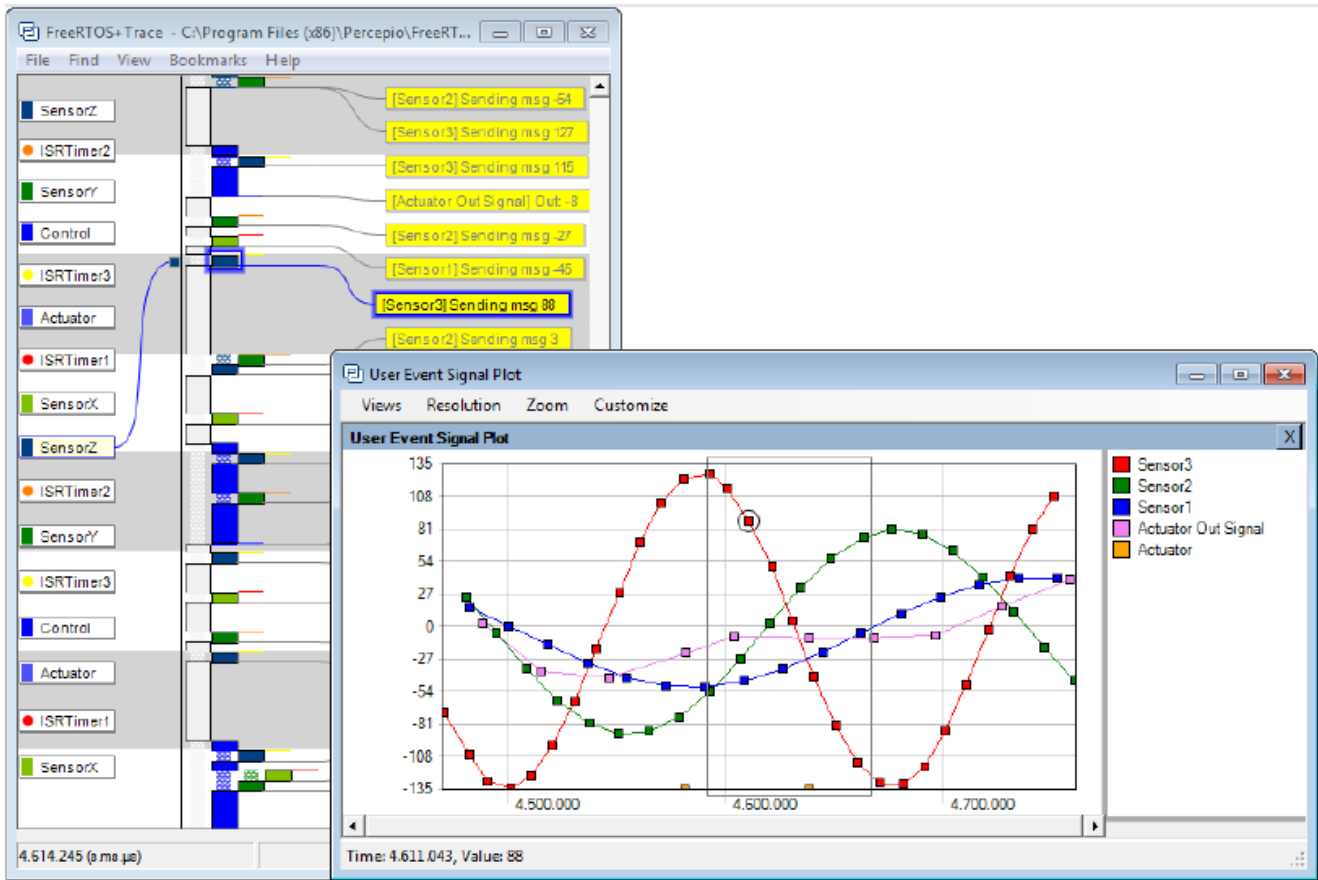 FreeRTOS+Trace - C:\Program Files (x86)\Percepio\FreeRT...
File Find View Bookmarks Help
SensorZ
ISRTimer2
SensorY
Control
ISRTimer3
Actuator
ISRTimer1
SensorX
SensorZ
ISRTimer2
SensorY
ISRTimer3
Control
Actuator
ISRTimer1
SensorX
[Sensor2] Sending msg -54
[Sensor3] Sending msg 127
[Sensor3] Sending msg 115
[Actuator Out Signal] Out: -8
[Sensor2] Sending msg -27
[Sensor1] Sending msg -45
[Sensor3] Sending msg 88
[Sensor2] Sending msg 3
4.614.245 (s.ms.µs)
User Event Signal Plot
Views Resolution Zoom Customize
User Event Signal Plot
X
135
108
81
54
27
0
-27
-54
-81
-108
-135
4.500.000 4.600.000 4.700.000
Sensor3
Sensor2
Sensor1
Actuator Out Signal
Actuator
Time: 4.611.043, Value: 88